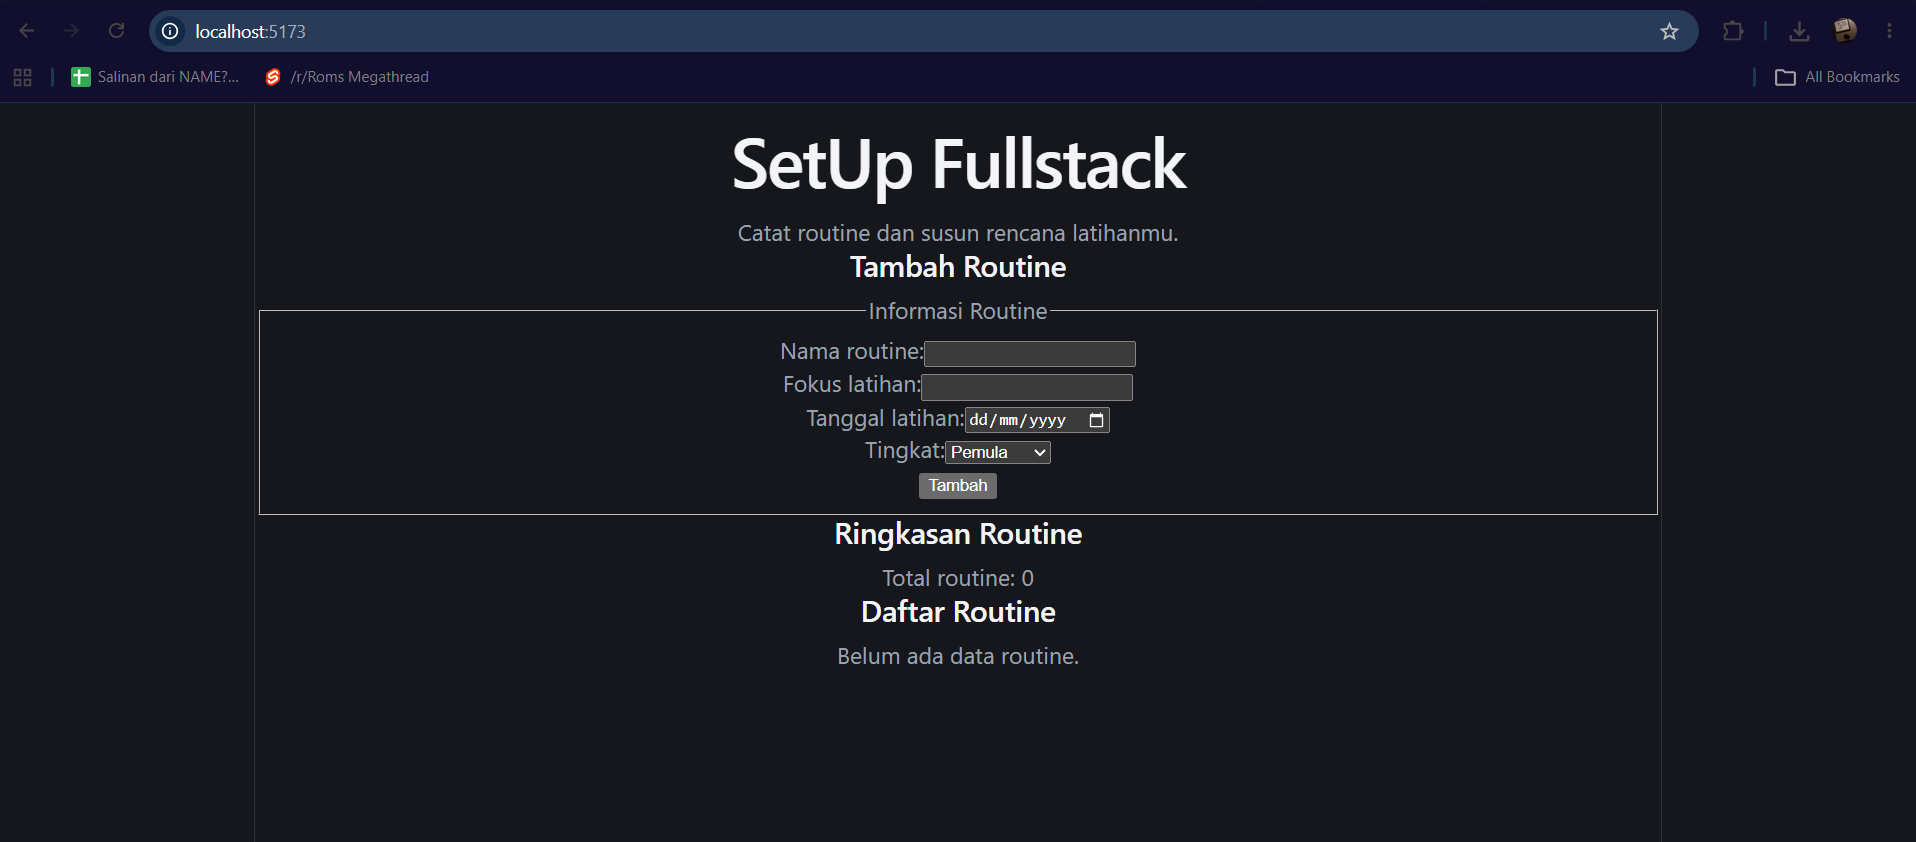 localhost:5173
Salinan dari NAME?...
/r/Roms Megathread
All Bookmarks
SetUp Fullstack
Catat routine dan susun rencana latihanmu.
Tambah Routine
Informasi Routine
Nama routine:
Fokus latihan:
Tanggal latihan: dd/mm/yyyy
Tingkat: Pemula
Tambah
Ringkasan Routine
Total routine: 0
Daftar Routine
Belum ada data routine.